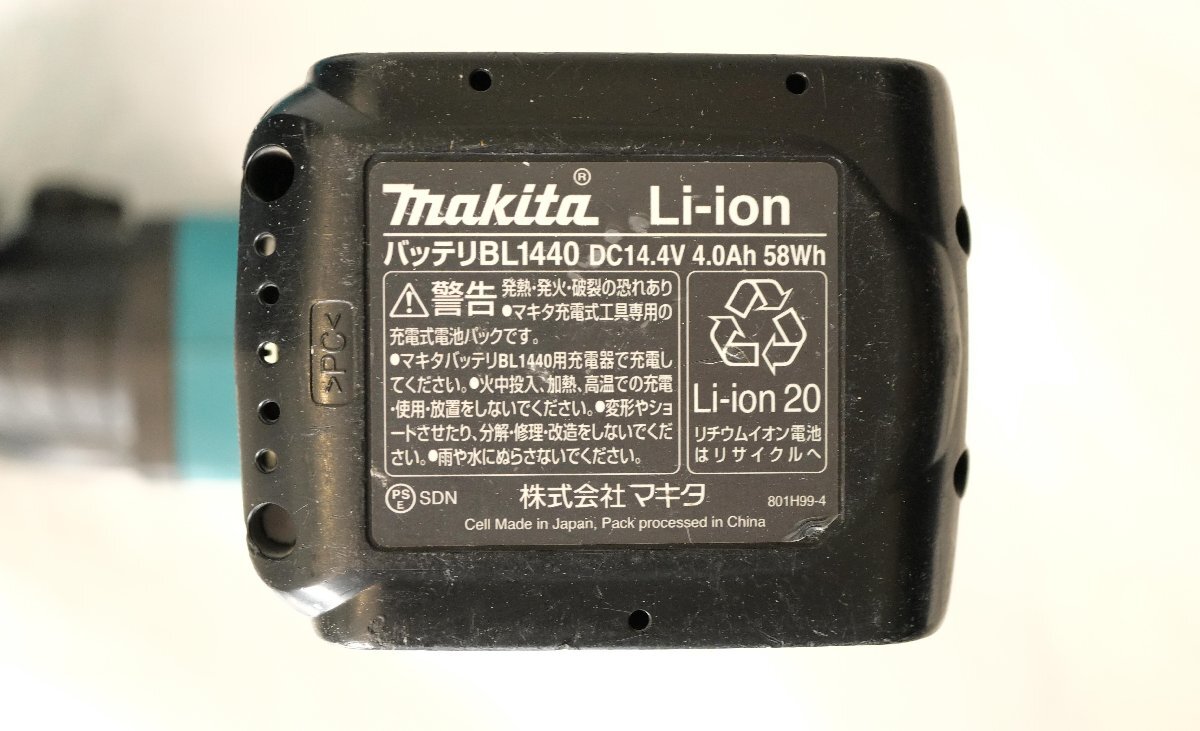 makita® Li-ion
バッテリBL1440 DC14.4V 4.0Ah 58Wh
警告 発熱・発火・破裂の恐れあり
●マキタ充電式工具専用の
充電式電池パックです。
●マキタバッテリBL1440用充電器で充電し
てください。●火中投入、加熱、高温での充電
・使用・放置をしないでください。●変形やショ
ートさせたり、分解・修理・改造をしないでくだ
さい。●雨や水にぬらさないでください。
Li-ion 20
リチウムイオン電池
はリサイクルへ
PS
E SDN 株式会社 マキタ 801H99-4
Cell Made in Japan, Pack processed in China
>PC<